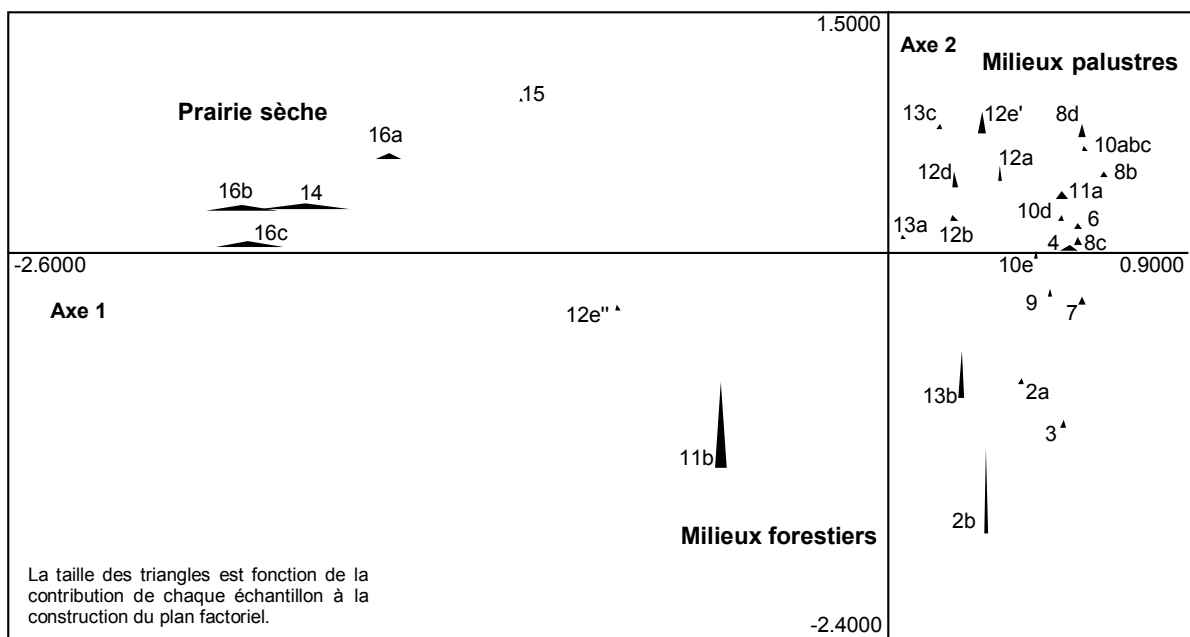 1.5000
Axe 2
Milieux palustres
15
Prairie sèche
13c
12e'
8d
16a
10abc
12a
12d
8b
16b
14
11a
10d
6
16c
13a
12b
4
8c
-2.6000
10e
0.9000
Axe 1
12e"
9
7
13b
2a
3
11b
2b
Milieux forestiers
La taille des triangles est fonction de la
contribution de chaque échantillon à la
construction du plan factoriel.
-2.4000